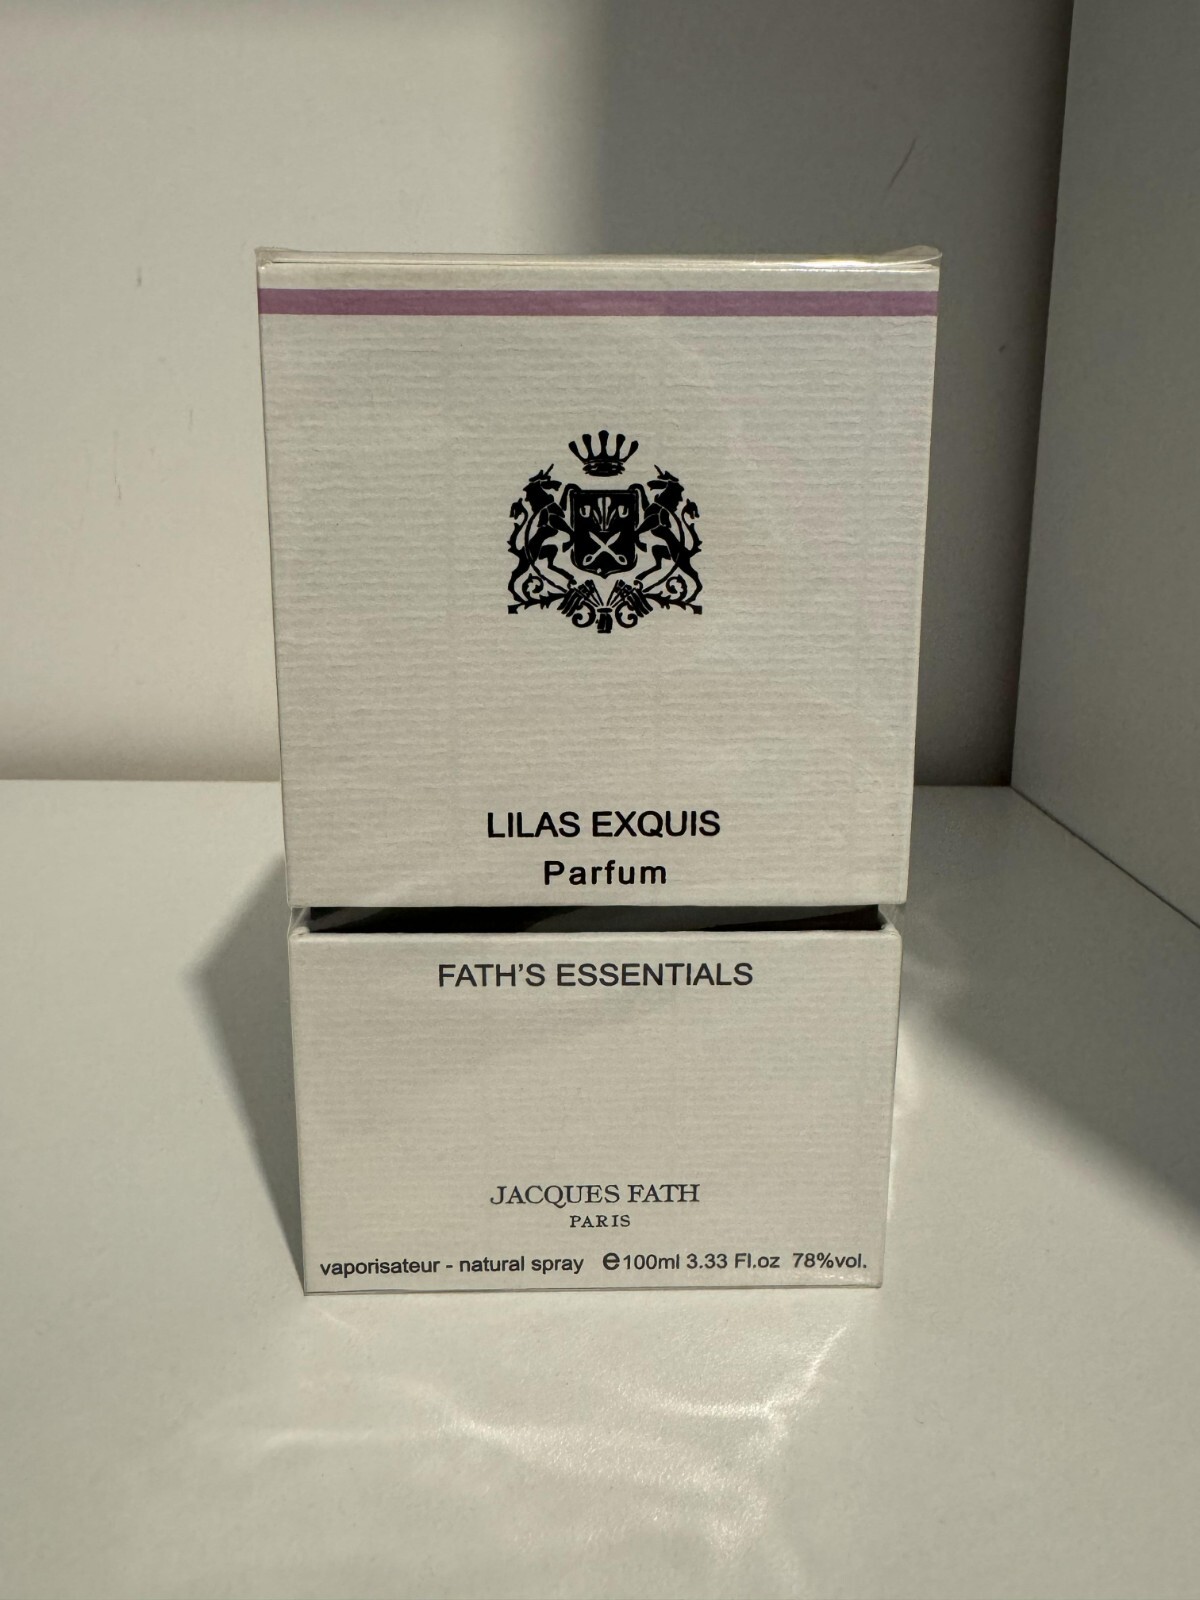 LILAS EXQUIS
Parfum
FATH'S ESSENTIALS
JACQUES FATH
PARIS
vaporisateur - natural spray ℮100ml 3.33 Fl.oz 78%vol.